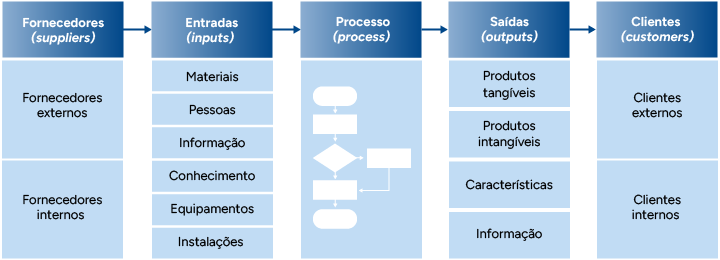 Fornecedores
(suppliers)
Entradas
(inputs)
Processo
(process)
Saídas
(outputs)
Clientes
(customers)
Fornecedores
externos
Fornecedores
internos
Materiais
Pessoas
Informação
Conhecimento
Equipamentos
Instalações
Produtos
tangíveis
Produtos
intangíveis
Características
Informação
Clientes
externos
Clientes
internos